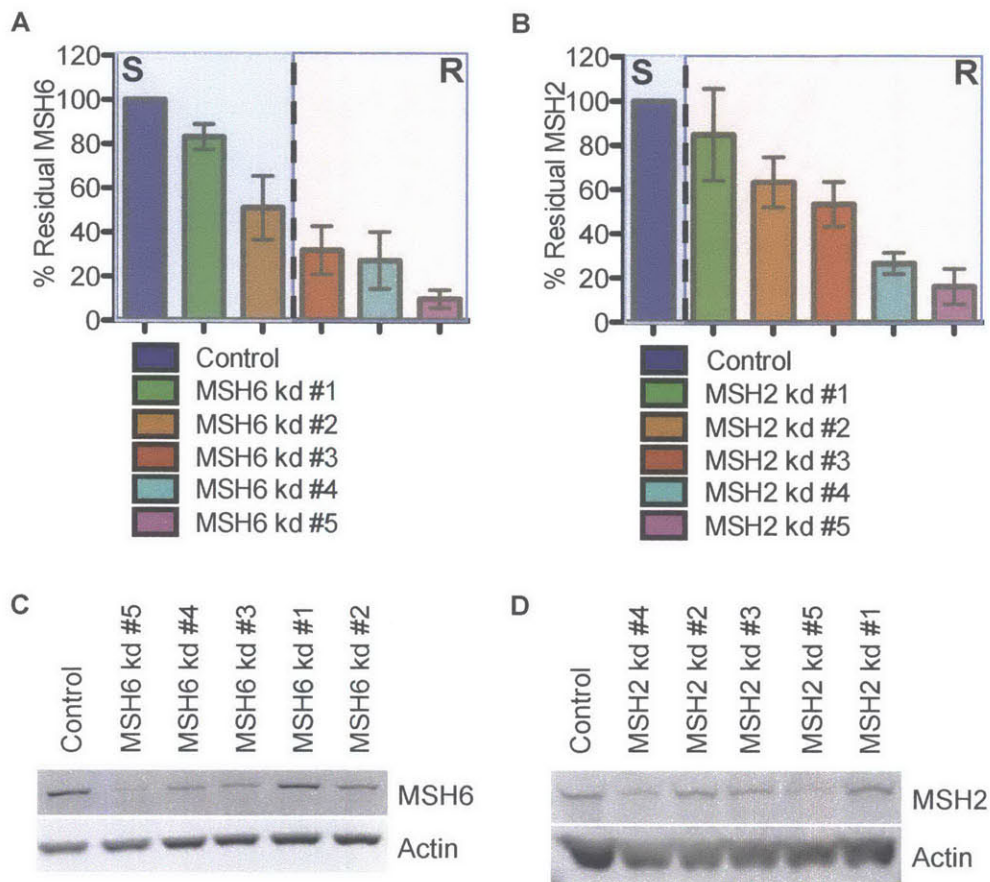 A
% Residual MSH6
120
100
80
60
40
20
0
S
R
Control
MSH6 kd #1
MSH6 kd #2
MSH6 kd #3
MSH6 kd #4
MSH6 kd #5
B
% Residual MSH2
120
100
80
60
40
20
0
S
R
Control
MSH2 kd #1
MSH2 kd #2
MSH2 kd #3
MSH2 kd #4
MSH2 kd #5
C
Control
MSH6 kd #5
MSH6 kd #4
MSH6 kd #3
MSH6 kd #1
MSH6 kd #2
MSH6
Actin
D
Control
MSH2 kd #4
MSH2 kd #2
MSH2 kd #3
MSH2 kd #5
MSH2 kd #1
MSH2
Actin